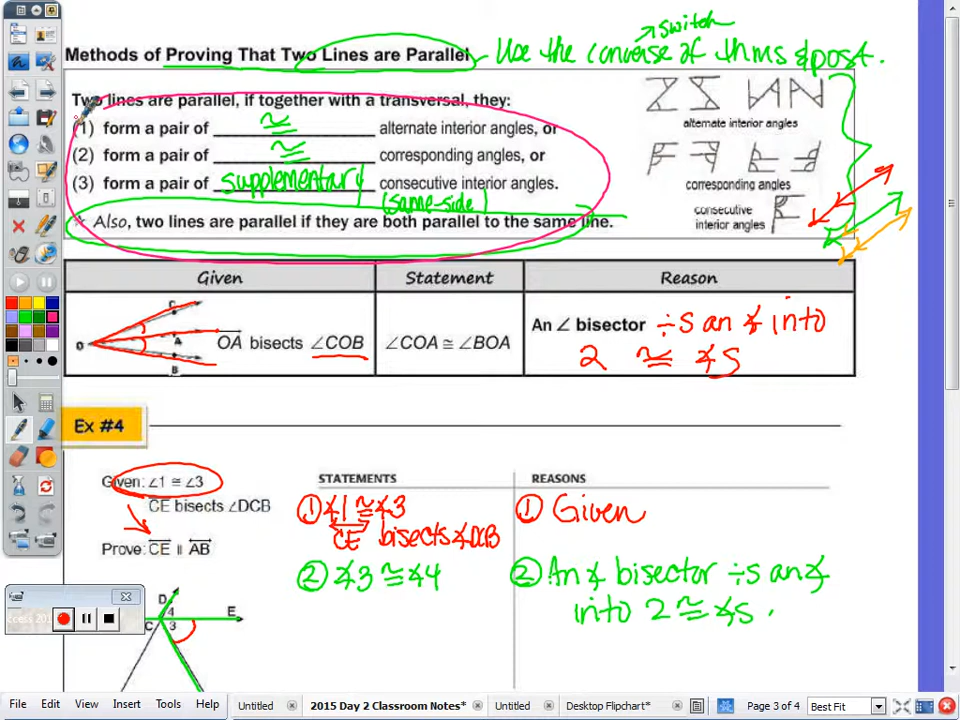 → switch
Methods of Proving That Two Lines are Parallel - Use the converse of thms & post.
Two lines are parallel, if together with a transversal, they:
(1) form a pair of ≅ alternate interior angles, or
(2) form a pair of ≅ corresponding angles, or
(3) form a pair of supplementary consecutive interior angles.
(same-side)
* Also, two lines are parallel if they are both parallel to the same line.
alternate interior angles
corresponding angles
consecutive
interior angles
Given Statement Reason
C
O
A
B
OA bisects ∠COB
∠COA ≅ ∠BOA
An ∠ bisector ÷s an ∡ into
2 ≅ ∡s
Ex #4
Given: ∠1 ≅ ∠3
CE bisects ∠DCB
Prove: CE ∥ AB
STATEMENTS REASONS
① ∡1 ≅ ∡3 ① Given
CE bisects ∡DCB
② ∡3 ≅ ∡4 ② An ∡ bisector ÷s an ∡
into 2 ≅ ∡s.
D
4
E
C
3
File Edit View Insert Tools Help
Untitled
2015 Day 2 Classroom Notes*
Untitled
Desktop Flipchart*
Page 3 of 4
Best Fit